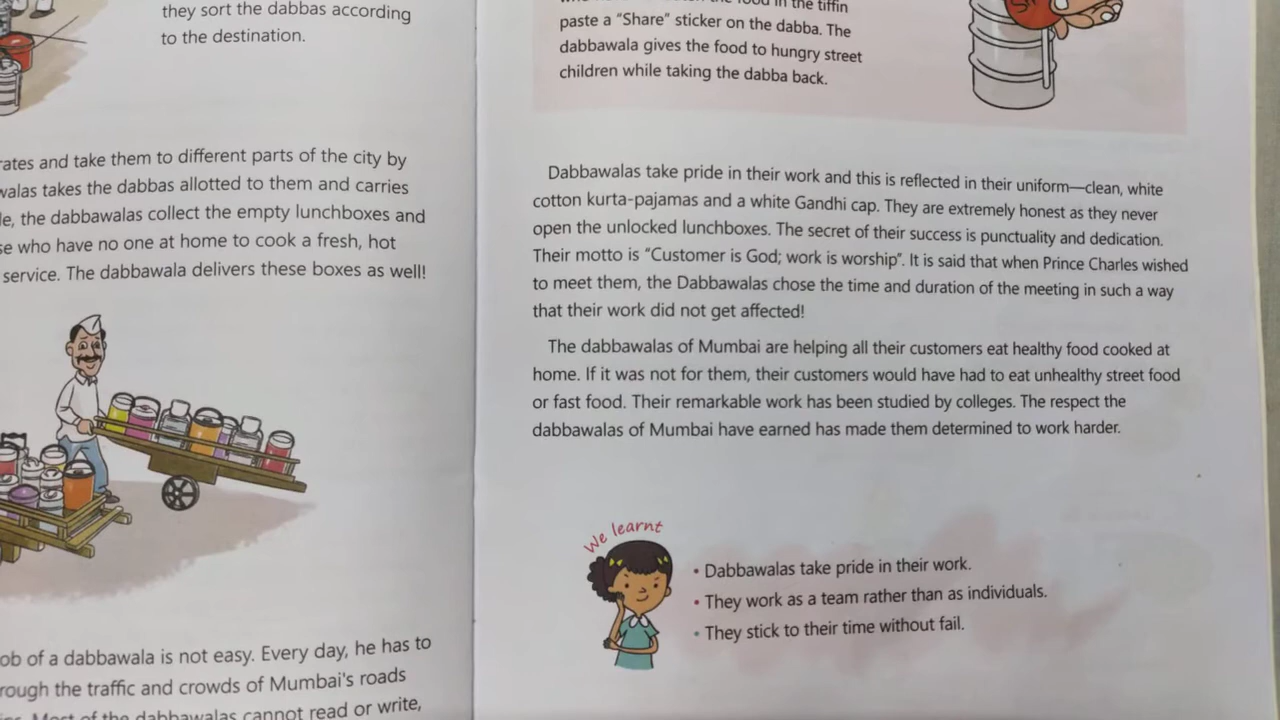 they sort the dabbas according
to the destination.
rates and take them to different parts of the city by
walas takes the dabbas allotted to them and carries
le, the dabbawalas collect the empty lunchboxes and
se who have no one at home to cook a fresh, hot
service. The dabbawala delivers these boxes as well!
ob of a dabbawala is not easy. Every day, he has to
rough the traffic and crowds of Mumbai's roads
Most of the dabbawalas cannot read or write,
the food in the tiffin
paste a “Share” sticker on the dabba. The
dabbawala gives the food to hungry street
children while taking the dabba back.
Dabbawalas take pride in their work and this is reflected in their uniform—clean, white
cotton kurta-pajamas and a white Gandhi cap. They are extremely honest as they never
open the unlocked lunchboxes. The secret of their success is punctuality and dedication.
Their motto is “Customer is God; work is worship”. It is said that when Prince Charles wished
to meet them, the Dabbawalas chose the time and duration of the meeting in such a way
that their work did not get affected!
The dabbawalas of Mumbai are helping all their customers eat healthy food cooked at
home. If it was not for them, their customers would have had to eat unhealthy street food
or fast food. Their remarkable work has been studied by colleges. The respect the
dabbawalas of Mumbai have earned has made them determined to work harder.
We learnt
• Dabbawalas take pride in their work.
• They work as a team rather than as individuals.
• They stick to their time without fail.